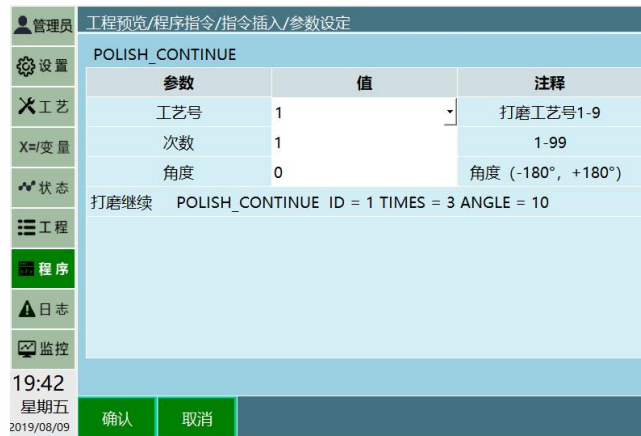 管理员
工程预览/程序指令/指令插入/参数设定
设置
POLISH_CONTINUE
参数 值 注释
工艺
工艺号 1 打磨工艺号1-9
X=/变量
次数 1 1-99
角度 0 角度（-180°，+180°）
状态
打磨继续 POLISH_CONTINUE ID = 1 TIMES = 3 ANGLE = 10
工程
程序
日志
监控
19:42
星期五
2019/08/09
确认 取消